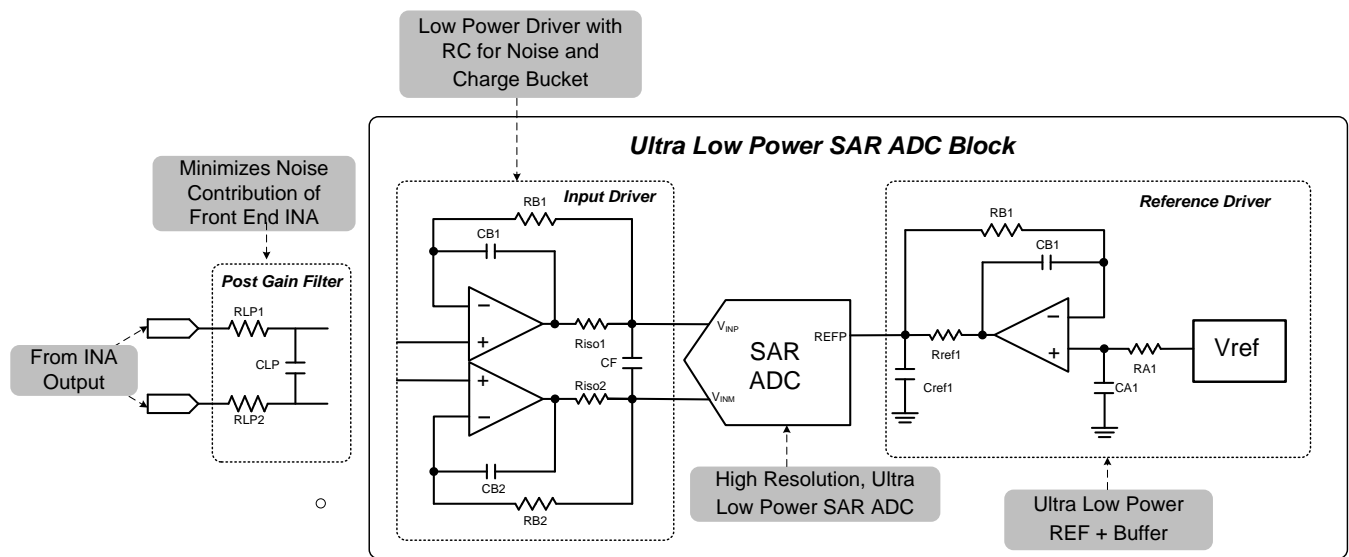 Low Power Driver with
RC for Noise and
Charge Bucket
Ultra Low Power SAR ADC Block
Minimizes Noise
Contribution of
Front End INA
Post Gain Filter
RLP1
CLP
RLP2
From INA
Output
Input Driver
RB1
CB1
−
+
Riso1
CF
+
−
Riso2
CB2
RB2
VINP
VINM
SAR
ADC
REFP
High Resolution, Ultra
Low Power SAR ADC
Reference Driver
RB1
CB1
−
+
Rref1
Cref1
RA1
CA1
Vref
Ultra Low Power
REF + Buffer